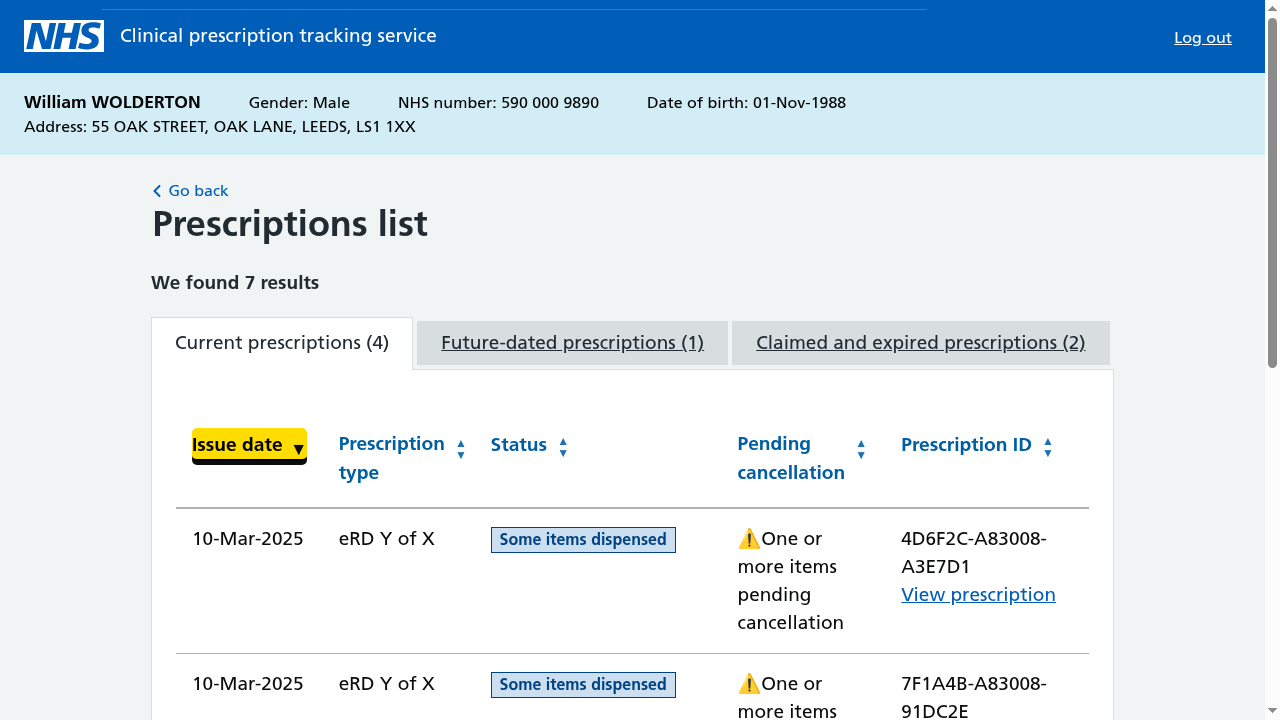 NHS Clinical prescription tracking service Log out
William WOLDERTON Gender: Male NHS number: 590 000 9890 Date of birth: 01-Nov-1988
Address: 55 OAK STREET, OAK LANE, LEEDS, LS1 1XX
Go back
Prescriptions list
We found 7 results
Current prescriptions (4) Future-dated prescriptions (1) Claimed and expired prescriptions (2)
Issue date ▼ Prescription type ▲▼ Status ▲▼ Pending cancellation ▲▼ Prescription ID ▲▼
10-Mar-2025 eRD Y of X Some items dispensed ⚠️One or more items pending cancellation 4D6F2C-A83008-A3E7D1
View prescription
10-Mar-2025 eRD Y of X Some items dispensed ⚠️One or more items 7F1A4B-A83008-91DC2E